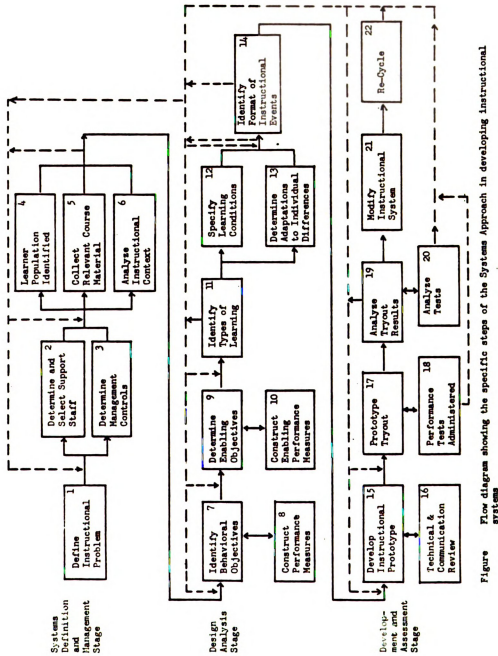 Systems
Definition
and
Management
Stage
1
Define
Instructional
Problem
2
Determine and
Select Support
Staff
3
Determine
Management
Controls
4
Learner
Population
Identified
5
Collect
Relevant Course
Material
6
Analyze
Instructional
Context
Design
Analysis
Stage
7
Identify
Behavioral
Objectives
8
Construct
Performance
Measures
9
Determine
Enabling
Objectives
10
Construct
Enabling
Performance
Measures
11
Identify
Types of
Learning
12
Specify
Learning
Conditions
13
Determine
Adaptations
to Individual
Differences
14
Identify
Format of
Instructional
Events
Develop-
ment and
Assessment
Stage
15
Develop
Instructional
Prototype
16
Technical &
Communication
Review
17
Prototype
Tryout
18
Performance
Tests
Administered
19
Analyze
Tryout
Results
20
Analyze
Tests
21
Modify
Instructional
System
22
Re-Cycle
Figure Flow diagram showing the specific steps of the Systems Approach in developing instructional
systems